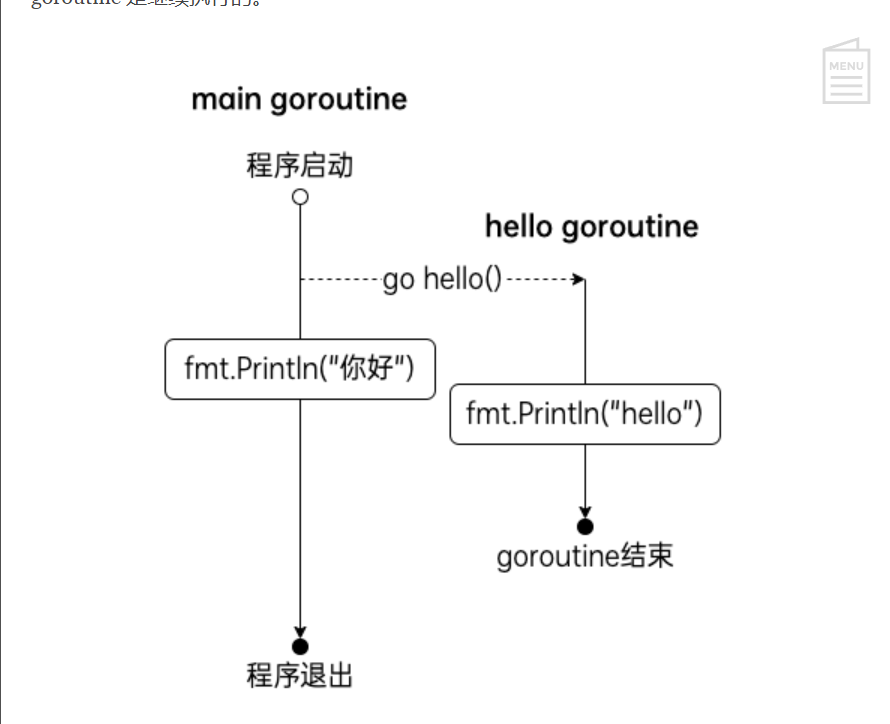 goroutine 是继续执行的。
MENU
main goroutine
程序启动
hello goroutine
go hello()
fmt.Println("你好")
fmt.Println("hello")
goroutine结束
程序退出